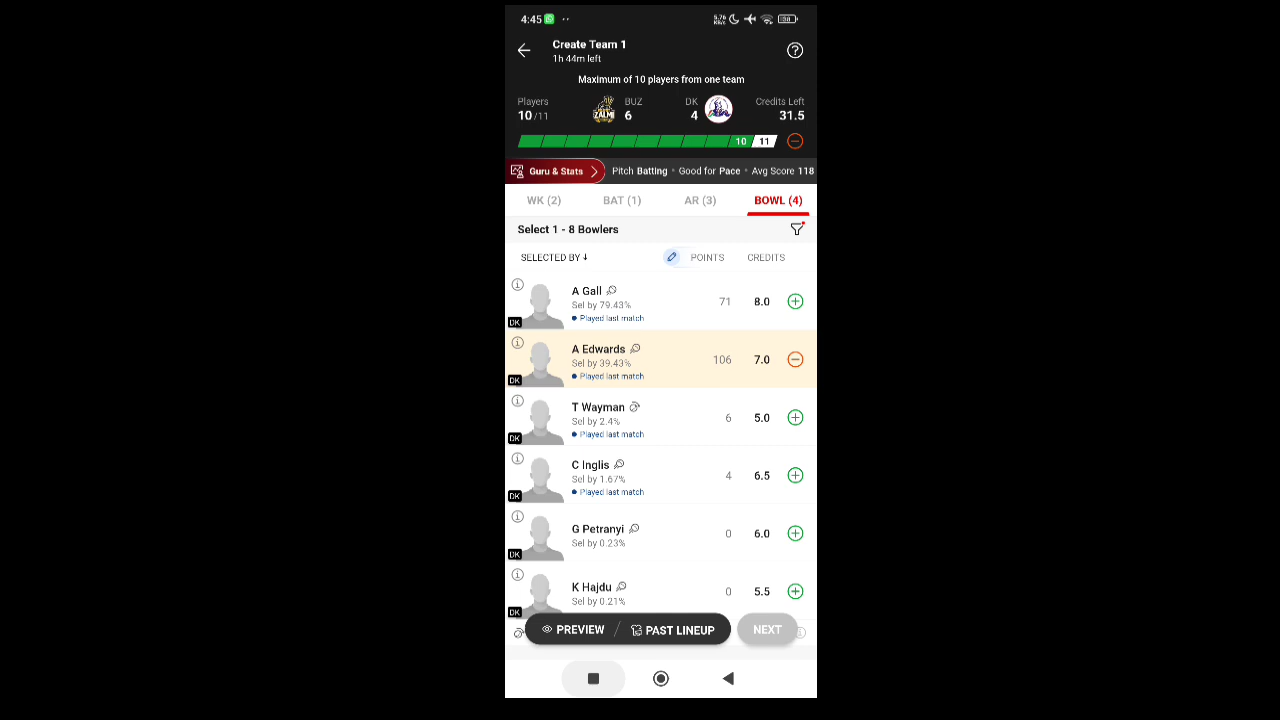 4:45
5.76
KB/s
38
Create Team 1
1h 44m left
Maximum of 10 players from one team
Players
10/11
ZALMI
BUZ
6
DK
4
Credits Left
31.5
10
11
Guru & Stats
Pitch Batting • Good for Pace • Avg Score 118
WK (2)
BAT (1)
AR (3)
BOWL (4)
Select 1 - 8 Bowlers
SELECTED BY ↓
POINTS
CREDITS
A Gall
Sel by 79.43%
Played last match
DK
71
8.0
A Edwards
Sel by 39.43%
Played last match
DK
106
7.0
T Wayman
Sel by 2.4%
Played last match
DK
6
5.0
C Inglis
Sel by 1.67%
Played last match
DK
4
6.5
G Petranyi
Sel by 0.23%
DK
0
6.0
K Hajdu
Sel by 0.21%
DK
0
5.5
PREVIEW / PAST LINEUP
NEXT